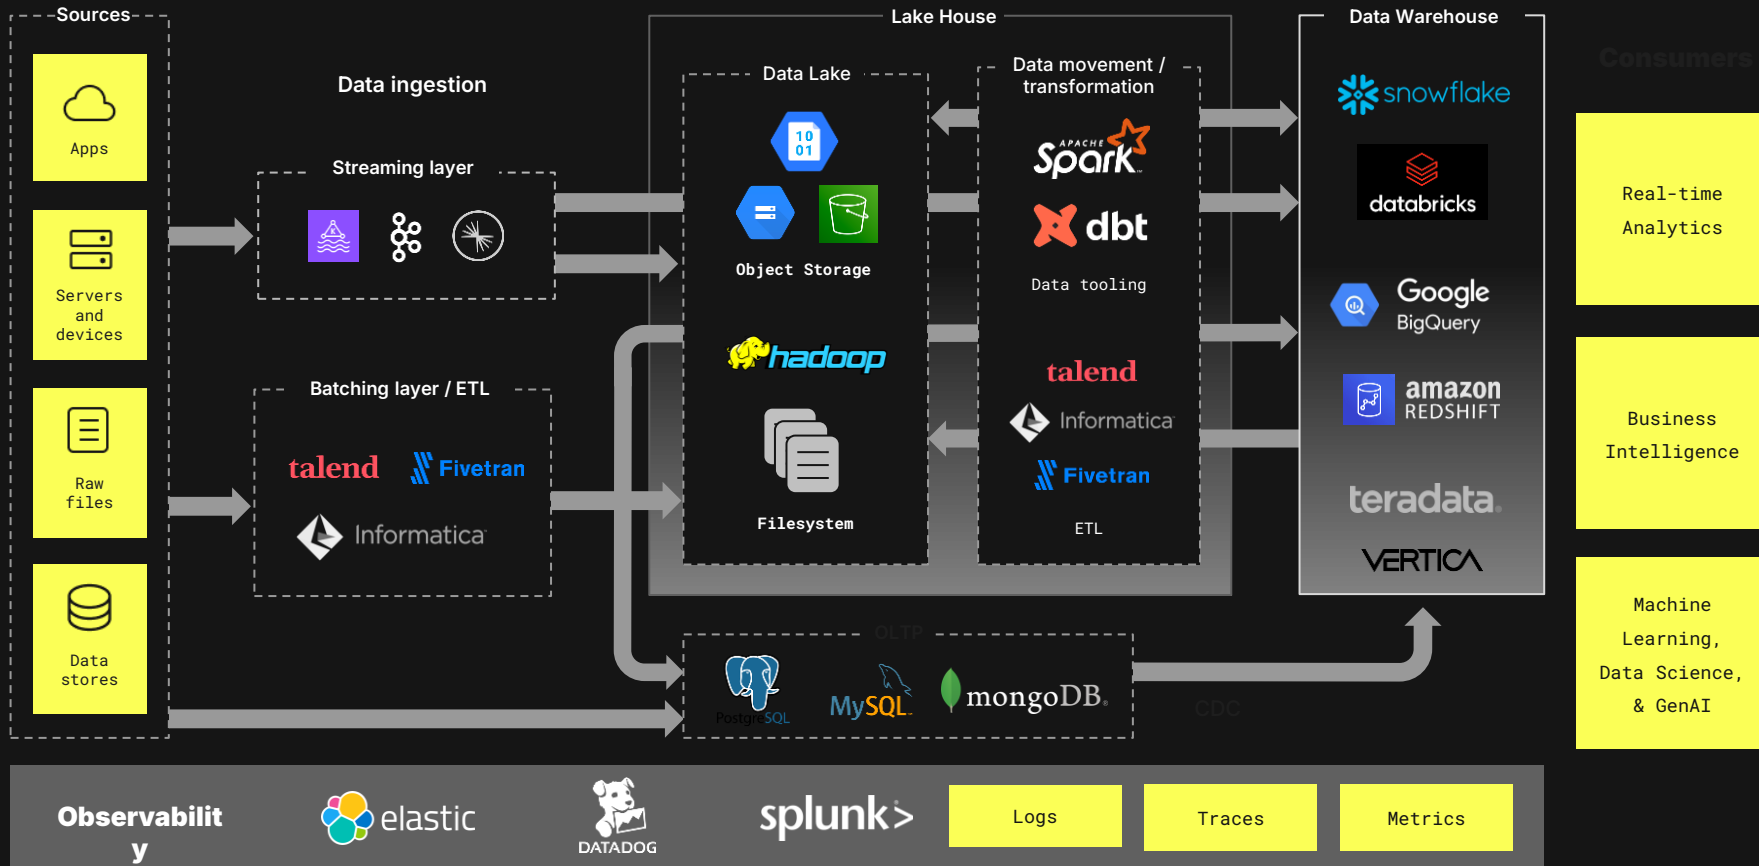 Sources
Apps
Servers
and
devices
Raw
files
Data
stores
Data ingestion
Streaming layer
Batching layer / ETL
talend
Fivetran
Informatica
Lake House
Data Lake
10
01
Object Storage
hadoop
Filesystem
Data movement /
transformation
APACHE
Spark
dbt
Data tooling
talend
Informatica
Fivetran
ETL
Data Warehouse
snowflake
databricks
Google
BigQuery
amazon
REDSHIFT
teradata.
VERTICA
OLTP
PostgreSQL
MySQL
mongoDB
CDC
Consumers
Real-time
Analytics
Business
Intelligence
Machine
Learning,
Data Science,
& GenAI
Observabilit
y
elastic
DATADOG
splunk>
Logs
Traces
Metrics